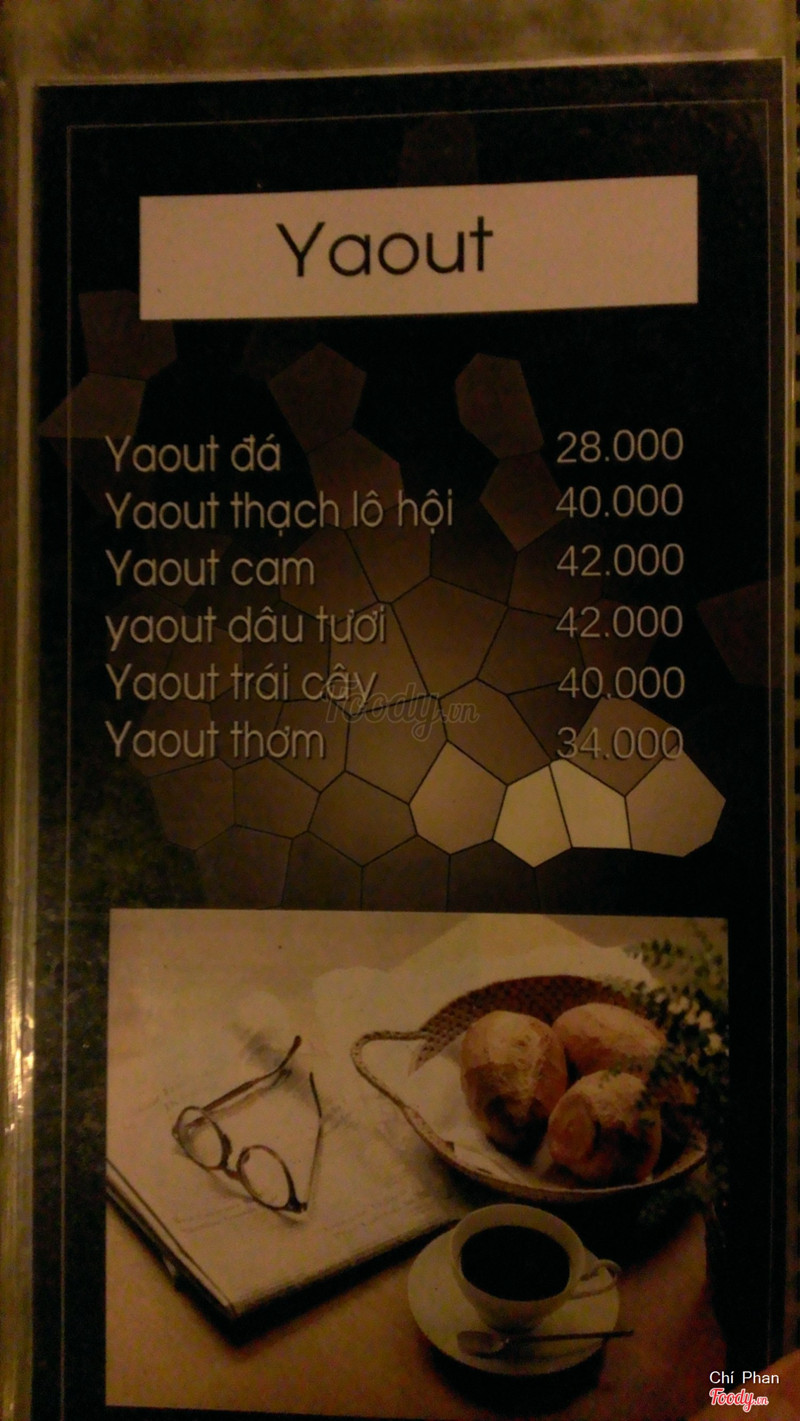 Yaout
Yaout đá 28.000
Yaout thạch lô hội 40.000
Yaout cam 42.000
yaout dâu tươi 42.000
Yaout trái cây 40.000
Foody.vn
Yaout thơm 34.000
Chí Phan
Foody.vn